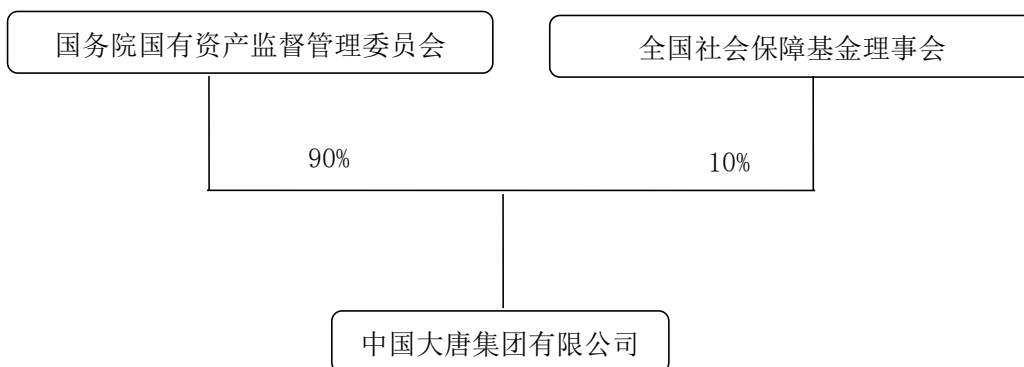 国务院国有资产监督管理委员会
全国社会保障基金理事会
90%
10%
中国大唐集团有限公司